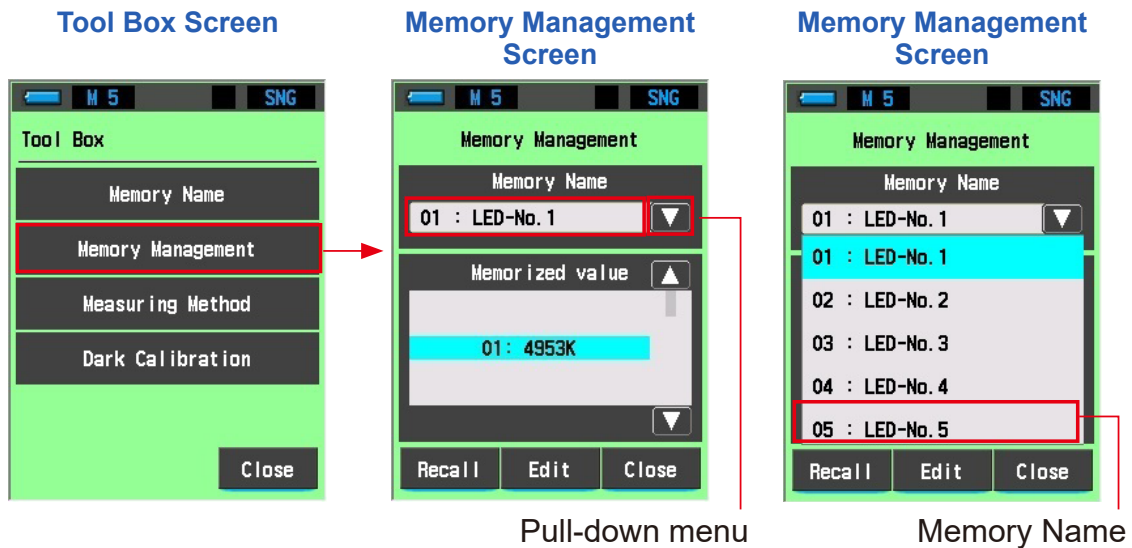 Tool Box Screen
M 5 SNG
Tool Box
Memory Name
Memory Management
Measuring Method
Dark Calibration
Close
Memory Management
Screen
M 5 SNG
Memory Management
Memory Name
01 : LED-No.1
Memorized value
01: 4953K
Recall Edit Close
Pull-down menu
Memory Management
Screen
M 5 SNG
Memory Management
Memory Name
01 : LED-No.1
01 : LED-No.1
02 : LED-No.2
03 : LED-No.3
04 : LED-No.4
05 : LED-No.5
Recall Edit Close
Memory Name